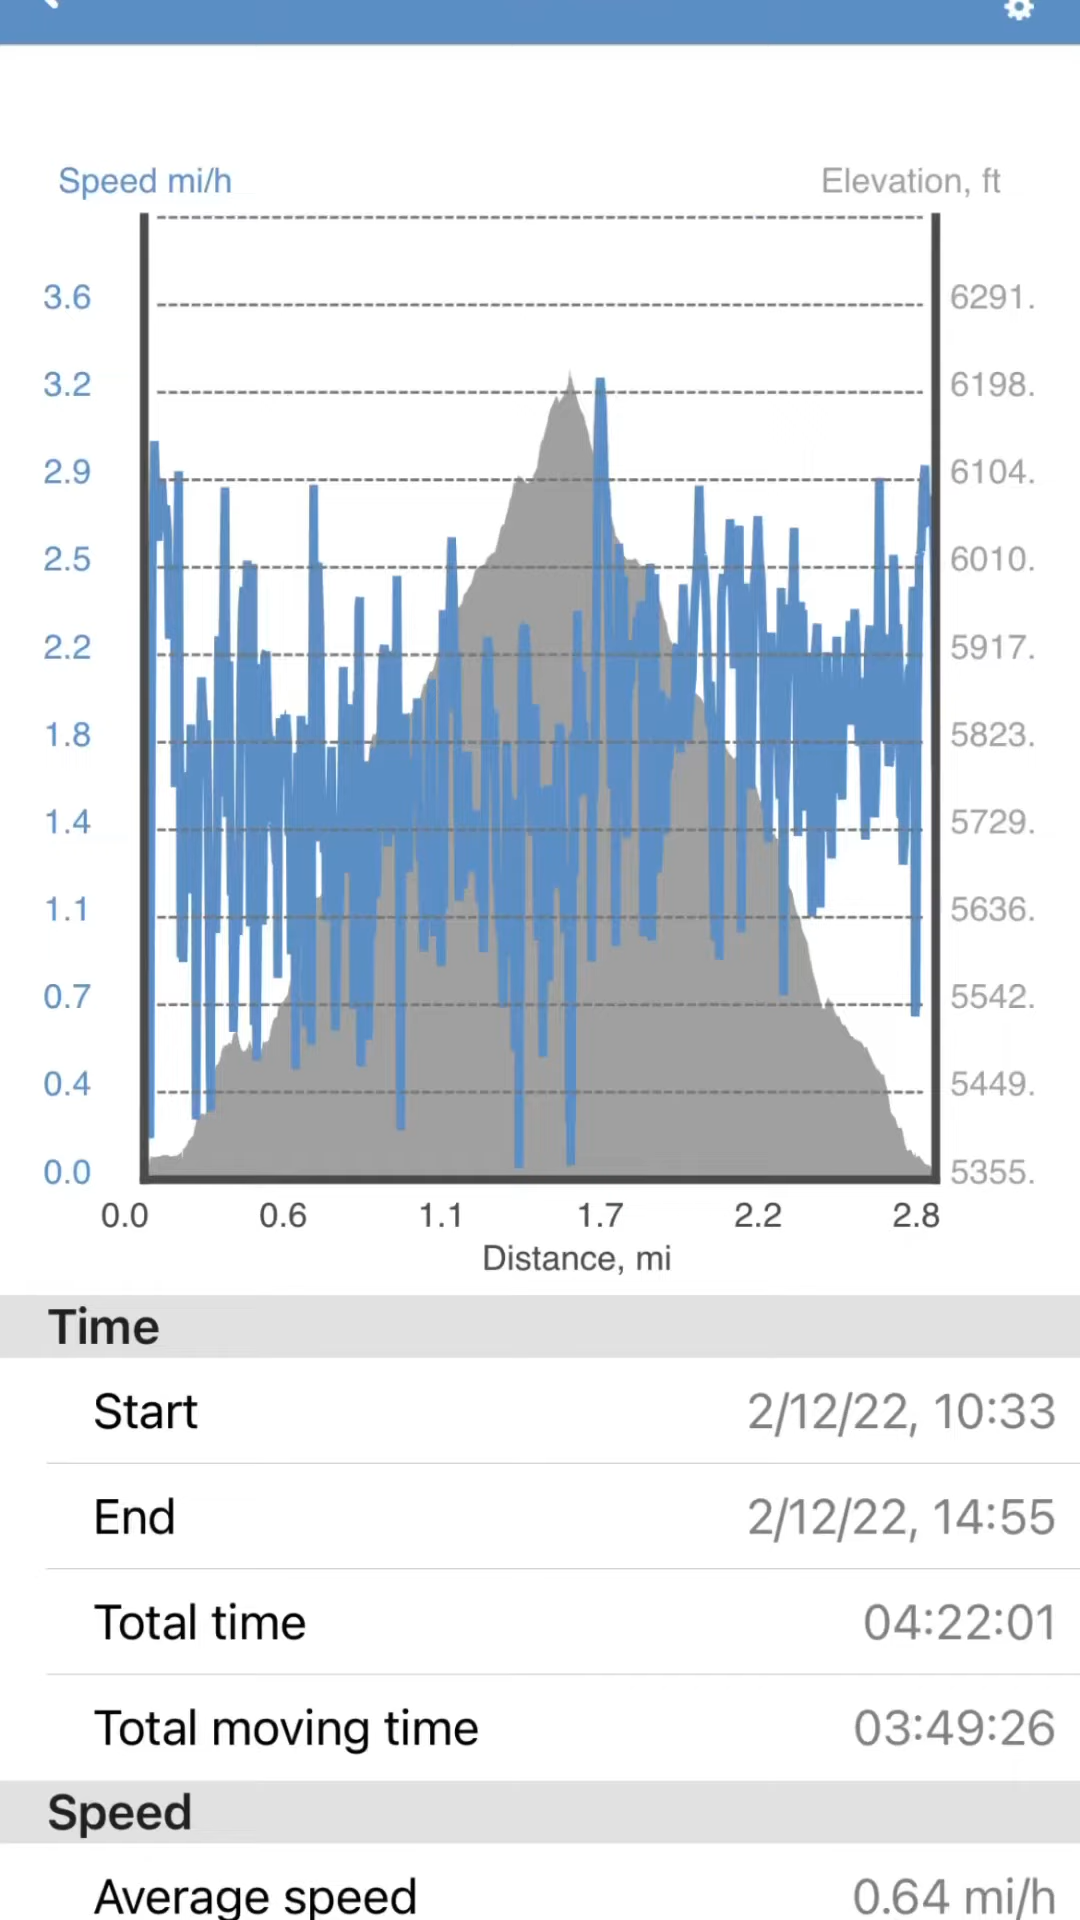 Speed mi/h Elevation, ft
3.6 6291.
3.2 6198.
2.9 6104.
2.5 6010.
2.2 5917.
1.8 5823.
1.4 5729.
1.1 5636.
0.7 5542.
0.4 5449.
0.0 5355.
0.0 0.6 1.1 1.7 2.2 2.8
Distance, mi
Time
Start 2/12/22, 10:33
End 2/12/22, 14:55
Total time 04:22:01
Total moving time 03:49:26
Speed
Average speed 0.64 mi/h